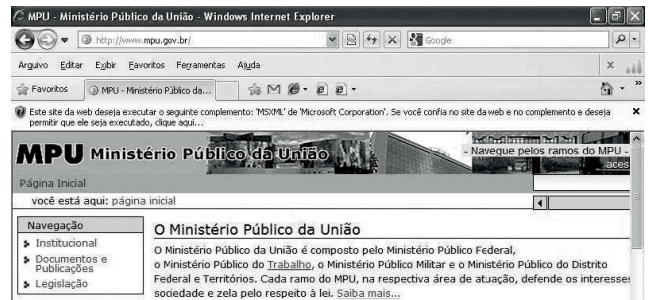 MPU - Ministério Público da União - Windows Internet Explorer
http://www.mpu.gov.br/
Google
Arquivo Editar Exibir Favoritos Ferramentas Ajuda
Favoritos
MPU - Ministério Público da...
Este site da web deseja executar o seguinte complemento: 'MSXML' de 'Microsoft Corporation'. Se você confia no site da web e no complemento e deseja
permitir que ele seja executado, clique aqui...
MPU Ministério Público da União
- Navegue pelos ramos do MPU -
aces
Página Inicial
você está aqui: página inicial
Navegação
Institucional
Documentos e
Publicações
Legislação
O Ministério Público da União
O Ministério Público da União é composto pelo Ministério Público Federal,
o Ministério Público do Trabalho, o Ministério Público Militar e o Ministério Público do Distrito
Federal e Territórios. Cada ramo do MPU, na respectiva área de atuação, defende os interesses
sociedade e zela pelo respeito à lei. Saiba mais...